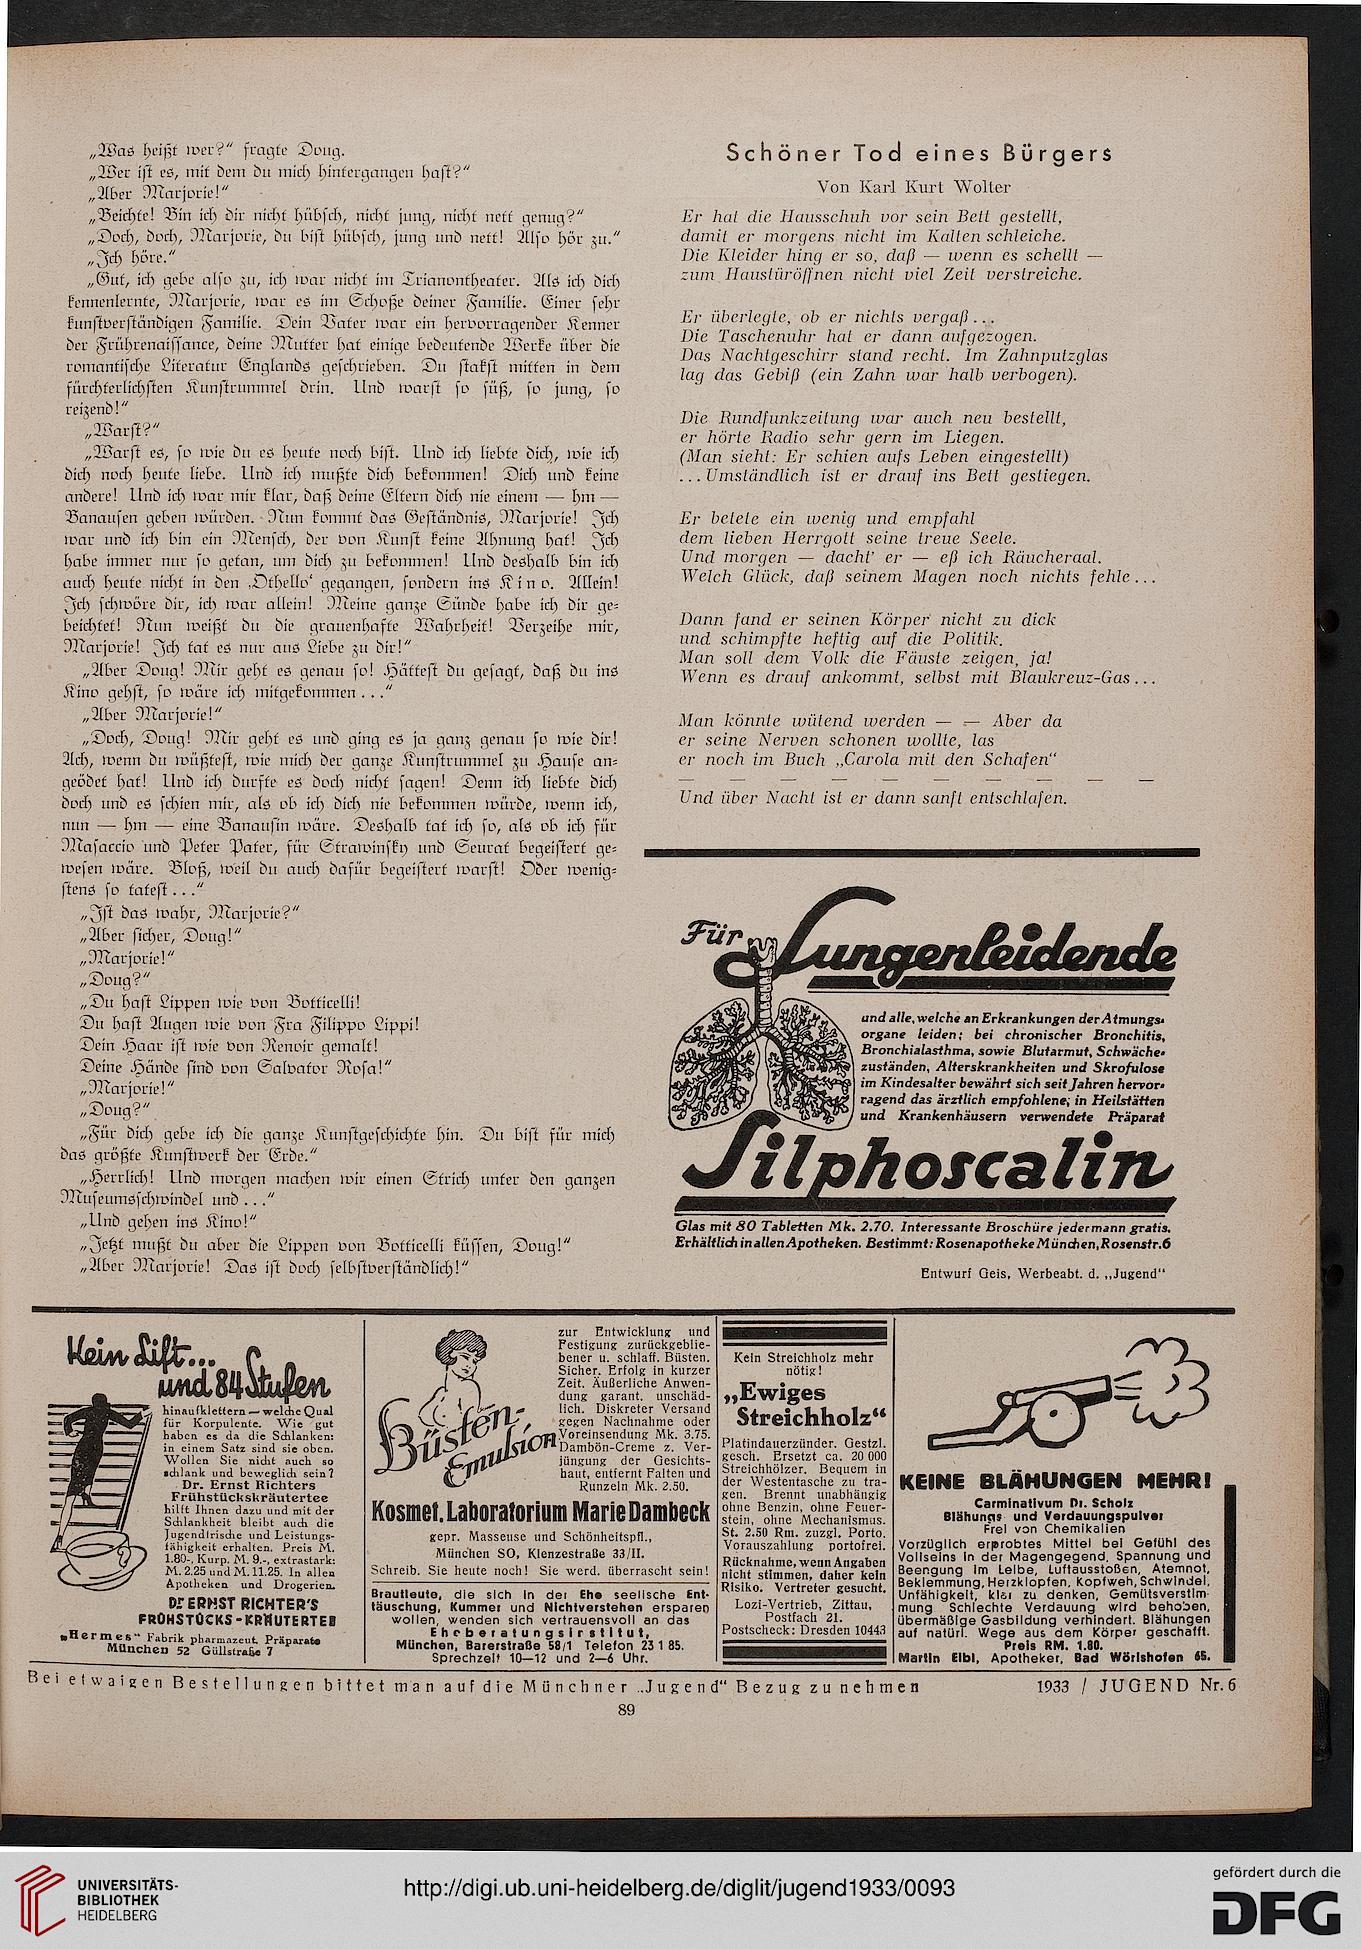 „Was heißt wer?“ fragte Doug.
„Wer ist es, mit dem du mich hintergangen hast?“
„Aber Marjorie!“
„Beichte! Bin ich dir nicht hübsch, nicht jung, nicht nett genug?“
„Doch, doch, Marjorie, du bist hübsch, jung und nett! Also hör zu.“
„Ich höre.“
„Gut, ich gebe also zu, ich war nicht im Trianontheater. Als ich dich
kennenlernte, Marjorie, war es im Schoße deiner Familie. Einer sehr
kunstverständigen Familie. Dein Vater war ein hervorragender Kenner
der Frührenaissance, deine Mutter hat einige bedeutende Werke über die
romantische Literatur Englands geschrieben. Du stakst mitten in dem
fürchterlichsten Kunstrummel drin. Und warst so süß, so jung, so
reizend!“
„Warst?“
„Warst es, so wie du es heute noch bist. Und ich liebte dich, wie ich
dich noch heute liebe. Und ich mußte dich bekommen! Dich und keine
andere! Und ich war mir klar, daß deine Eltern dich nie einem — hm —
Banausen geben würden. Nun kommt das Geständnis, Marjorie! Ich
war und ich bin ein Mensch, der von Kunst keine Ahnung hat! Ich
habe immer nur so getan, um dich zu bekommen! Und deshalb bin ich
auch heute nicht in den ‚Othello‘ gegangen, sondern ins Kino. Allein!
Ich schwöre dir, ich war allein! Meine ganze Sünde habe ich dir ge-
beichtet! Nun weißt du die grauenhafte Wahrheit! Verzeihe mir,
Marjorie! Ich tat es nur aus Liebe zu dir!“
„Aber Doug! Mir geht es genau so! Hättest du gesagt, daß du ins
Kino gehst, so wäre ich mitgekommen . . .“
„Aber Marjorie!“
„Doch, Doug! Mir geht es und ging es ja ganz genau so wie dir!
Ach, wenn du wüßtest, wie mich der ganze Kunstrummel zu Hause an-
geödet hat! Und ich durfte es doch nicht sagen! Denn ich liebte dich
doch und es schien mir, als ob ich dich nie bekommen würde, wenn ich,
nun — hm — eine Banausin wäre. Deshalb tat ich so, als ob ich für
Masaccio und Peter Pater, für Strawinsky und Seurat begeistert ge-
wesen wäre. Bloß, weil du auch dafür begeistert warst! Oder wenig-
stens so tatest . . .“
„Ist das wahr, Marjorie?“
„Aber sicher, Doug!“
„Marjorie!“
„Doug?“
„Du hast Lippen wie von Botticelli!
Du hast Augen wie von Fra Filippo Lippi!
Dein Haar ist wie von Renoir gemalt!
Deine Hände sind von Salvator Rosa!“
„Marjorie!“
„Doug?“
„Für dich gebe ich die ganze Kunstgeschichte hin. Du bist für mich
das größte Kunstwerk der Erde.“
„Herrlich! Und morgen machen wir einen Strich unter den ganzen
Museumsschwindel und . . .“
„Und gehen ins Kino!“
„Jetzt mußt du aber die Lippen von Botticelli küssen, Doug!“
„Aber Marjorie! Das ist doch selbstverständlich!“
Schöner Tod eines Bürgers
Von Karl Kurt Wolter
Er hat die Hausschuh vor sein Bett gestellt,
damit er morgens nicht im Kalten schleiche.
Die Kleider hing er so, daß — wenn es schellt —
zum Haustüröffnen nicht viel Zeit verstreiche.
Er überlegte, ob er nichts vergaß . . .
Die Taschenuhr hat er dann aufgezogen.
Das Nachtgeschirr stand recht. Im Zahnputzglas
lag das Gebiß (ein Zahn war halb verbogen).
Die Rundfunkzeitung war auch neu bestellt,
er hörte Radio sehr gern im Liegen.
(Man sieht: Er schien aufs Leben eingestellt)
. . . Umständlich ist er drauf ins Bett gestiegen.
Er betete ein wenig und empfahl
dem lieben Herrgott seine treue Seele.
Und morgen — dacht’ er — eß ich Räucheraal.
Welch Glück, daß seinem Magen noch nichts fehle . . .
Dann fand er seinen Körper nicht zu dick
und schimpfte heftig auf die Politik.
Man soll dem Volk die Fäuste zeigen, ja!
Wenn es drauf ankommt, selbst mit Blaukreuz-Gas . . .
Man könnte wütend werden — — Aber da
er seine Nerven schonen wollte, las
er noch im Buch „Carola mit den Schafen“
— — — — — — — — — —
Und über Nacht ist er dann sanft entschlafen.
Für Lungenleidende
und alle, welche an Erkrankungen der Atmungs-
organe leiden; bei chronischer Bronchitis,
Bronchialasthma, sowie Blutarmut, Schwäche-
zuständen, Alterskrankheiten und Skrofulose
im Kindesalter bewährt sich seit Jahren hervor-
ragend das ärztlich empfohlene, in Heilstätten
und Krankenhäusern verwendete Präparat
Silphoscalin
Glas mit 80 Tabletten Mk. 2.70. Interessante Broschüre jedermann gratis.
Erhältlich in allen Apotheken. Bestimmt: Rosenapotheke München, Rosenstr. 6
Entwurf Geis, Werbeabt. d. „Jugend“
Kein Lift...
und 84 Stufen
hinaufklettern — welche Qual
für Korpulente. Wie gut
haben es da die Schlanken:
in einem Satz sind sie oben.
Wollen Sie nicht auch so
schlank und beweglich sein?
Dr. Ernst Richters
Frühstückskräutertee
hilft Ihnen dazu und mit der
Schlankheit bleibt auch die
Jugendfrische und Leistungs-
fähigkeit erhalten. Preis M.
1.80-, Kurp. M. 9.-, extrastark:
M. 2.25 und M. 11.25. In allen
Apotheken und Drogerien.
Dr ERNST RICHTER'S
FRÜHSTÜCKS-KRÄUTERTEE
„Hermes“ Fabrik pharmazeut. Präparate
München 52 Güllstraße 7
Büsten-
Emulsion
zur Entwicklung und
Festigung zurückgeblie-
bener u. schlaff. Büsten.
Sicher. Erfolg in kurzer
Zeit. Äußerliche Anwen-
dung garant. unschäd-
lich. Diskreter Versand
gegen Nachnahme oder
Voreinsendung Mk. 3.75.
Dambön-Creme z. Ver-
jüngung der Gesichts-
haut, entfernt Falten und
Runzeln Mk. 2.50.
Kosmet. Laboratorium Marie Dambeck
gepr. Masseuse und Schönheitspfl.,
München SO, Klenzestraße 33/II.
Schreib. Sie heute noch! Sie werd. überrascht sein!
Brautleute, die sich in der Ehe seelische Ent-
täuschung, Kummer und Nichtverstehen ersparen
wollen, wenden sich vertrauensvoll an das
Eheberatungsinstitut,
München, Barerstraße 58/1 Telefon 23 1 85.
Sprechzeit 10—12 und 2—6 Uhr.
Kein Streichholz mehr
nötig!
„Ewiges
Streichholz“
Platindauerzünder. Gestzl.
gesch. Ersetzt ca. 20 000
Streichhölzer. Bequem in
der Westentasche zu tra-
gen. Brennt unabhängig
ohne Benzin, ohne Feuer-
stein, ohne Mechanismus.
St. 2.50 Rm. zuzgl. Porto.
Vorauszahlung portofrei.
Rücknahme, wenn Angaben
nicht stimmen, daher kein
Risiko. Vertreter gesucht.
Lozi-Vertrieb, Zittau,
Postfach 21.
Postscheck: Dresden 10443
KEINE BLÄHUNGEN MEHR!
Carminativum Dr. Scholz
Blähungs- und Verdauungspulver
Frei von Chemikalien
Vorzüglich erprobtes Mittel bei Gefühl des
Vollseins in der Magengegend, Spannung und
Beengung im Leibe, Luftausstoßen, Atemnot,
Beklemmung, Herzklopfen, Kopfweh, Schwindel,
Unfähigkeit, klar zu denken, Gemütsverstim-
mung Schlechte Verdauung wird behoben,
übermäßige Gasbildung verhindert. Blähungen
auf natürl. Wege aus dem Körper geschafft.
Preis RM. 1.80.
Martin Eibl, Apotheker, Bad Wörishofen 65.
Bei etwaigen Bestellungen bittet man auf die Münchner „Jugend“ Bezug zu nehmen
1933 / JUGEND Nr. 6
89
UNIVERSITÄTS-
BIBLIOTHEK
HEIDELBERG
http://digi.ub.uni-heidelberg.de/diglit/jugend1933/0093
gefördert durch die
DFG